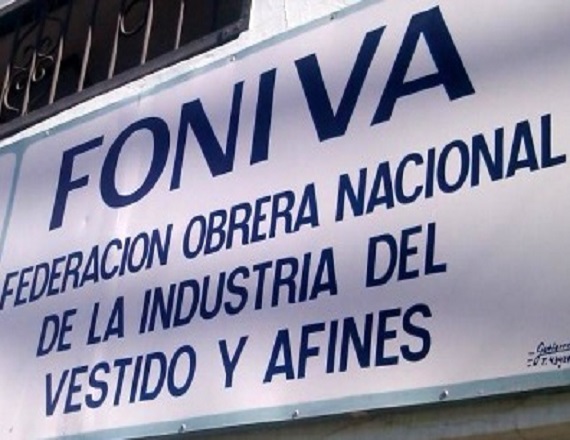 FONIVA
FEDERACION OBRERA NACIONAL
DE LA INDUSTRIA DEL
VESTIDO Y AFINES